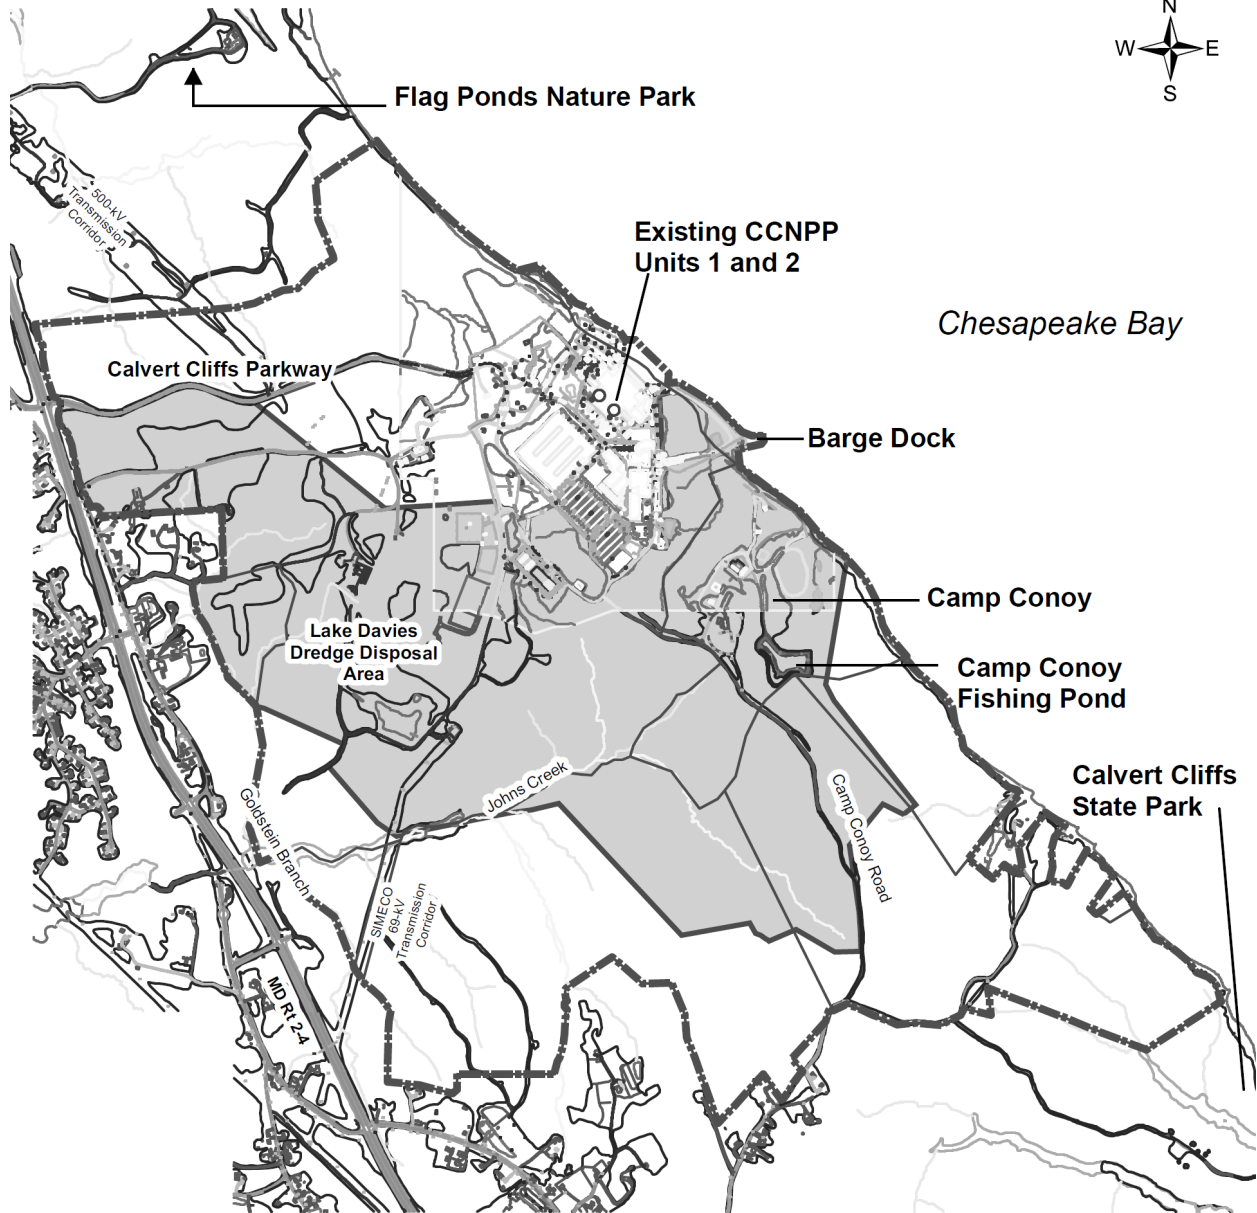 N
W
E
S
Flag Ponds Nature Park
500-kV
Transmission
Corridor
Existing CCNPP
Units 1 and 2
Chesapeake Bay
Calvert Cliffs Parkway
Barge Dock
Camp Conoy
Lake Davies
Dredge Disposal
Area
Camp Conoy
Fishing Pond
Calvert Cliffs
State Park
Johns Creek
Camp Conoy Road
Goldstein Branch
SIMECO
69-kV
Transmission
Corridor
MD Rt 2-4